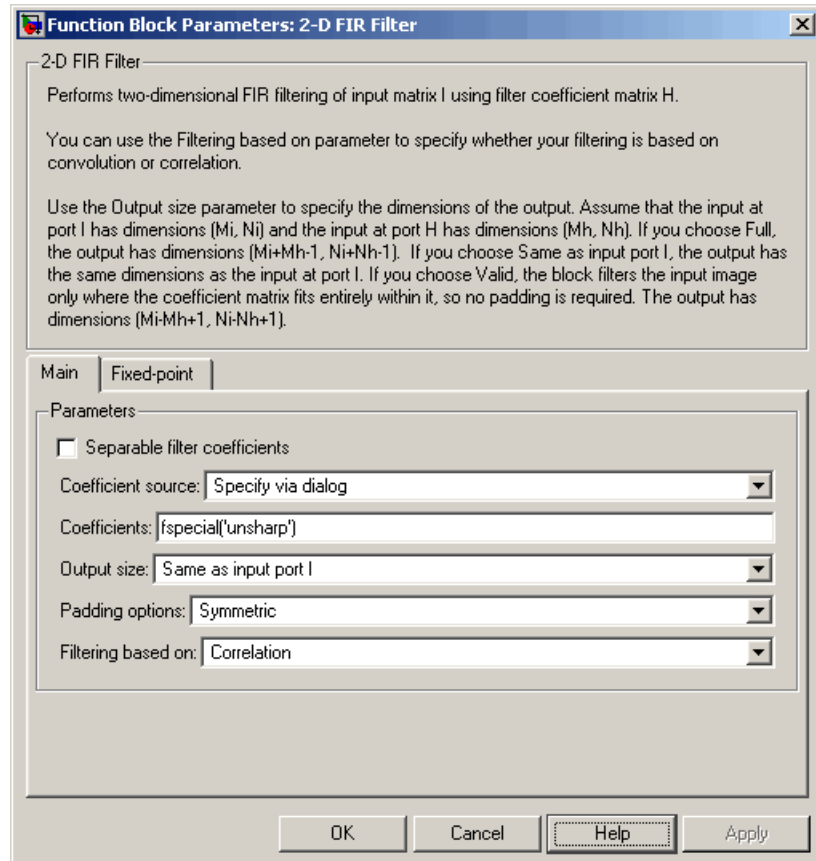 Function Block Parameters: 2-D FIR Filter
2-D FIR Filter
Performs two-dimensional FIR filtering of input matrix I using filter coefficient matrix H.
You can use the Filtering based on parameter to specify whether your filtering is based on
convolution or correlation.
Use the Output size parameter to specify the dimensions of the output. Assume that the input at
port I has dimensions (Mi, Ni) and the input at port H has dimensions (Mh, Nh). If you choose Full,
the output has dimensions (Mi+Mh-1, Ni+Nh-1). If you choose Same as input port I, the output has
the same dimensions as the input at port I. If you choose Valid, the block filters the input image
only where the coefficient matrix fits entirely within it, so no padding is required. The output has
dimensions (Mi-Mh+1, Ni-Nh+1).
Main Fixed-point
Parameters
Separable filter coefficients
Coefficient source: Specify via dialog
Coefficients: fspecial('unsharp')
Output size: Same as input port I
Padding options: Symmetric
Filtering based on: Correlation
OK Cancel Help Apply